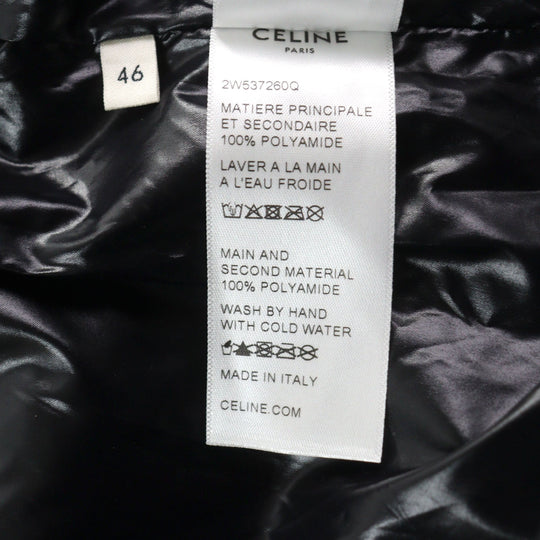 46
CELINE
PARIS
2W537260Q
MATIERE PRINCIPALE
ET SECONDAIRE
100% POLYAMIDE
LAVER A LA MAIN
A L'EAU FROIDE
MAIN AND
SECOND MATERIAL
100% POLYAMIDE
WASH BY HAND
WITH COLD WATER
MADE IN ITALY
CELINE.COM